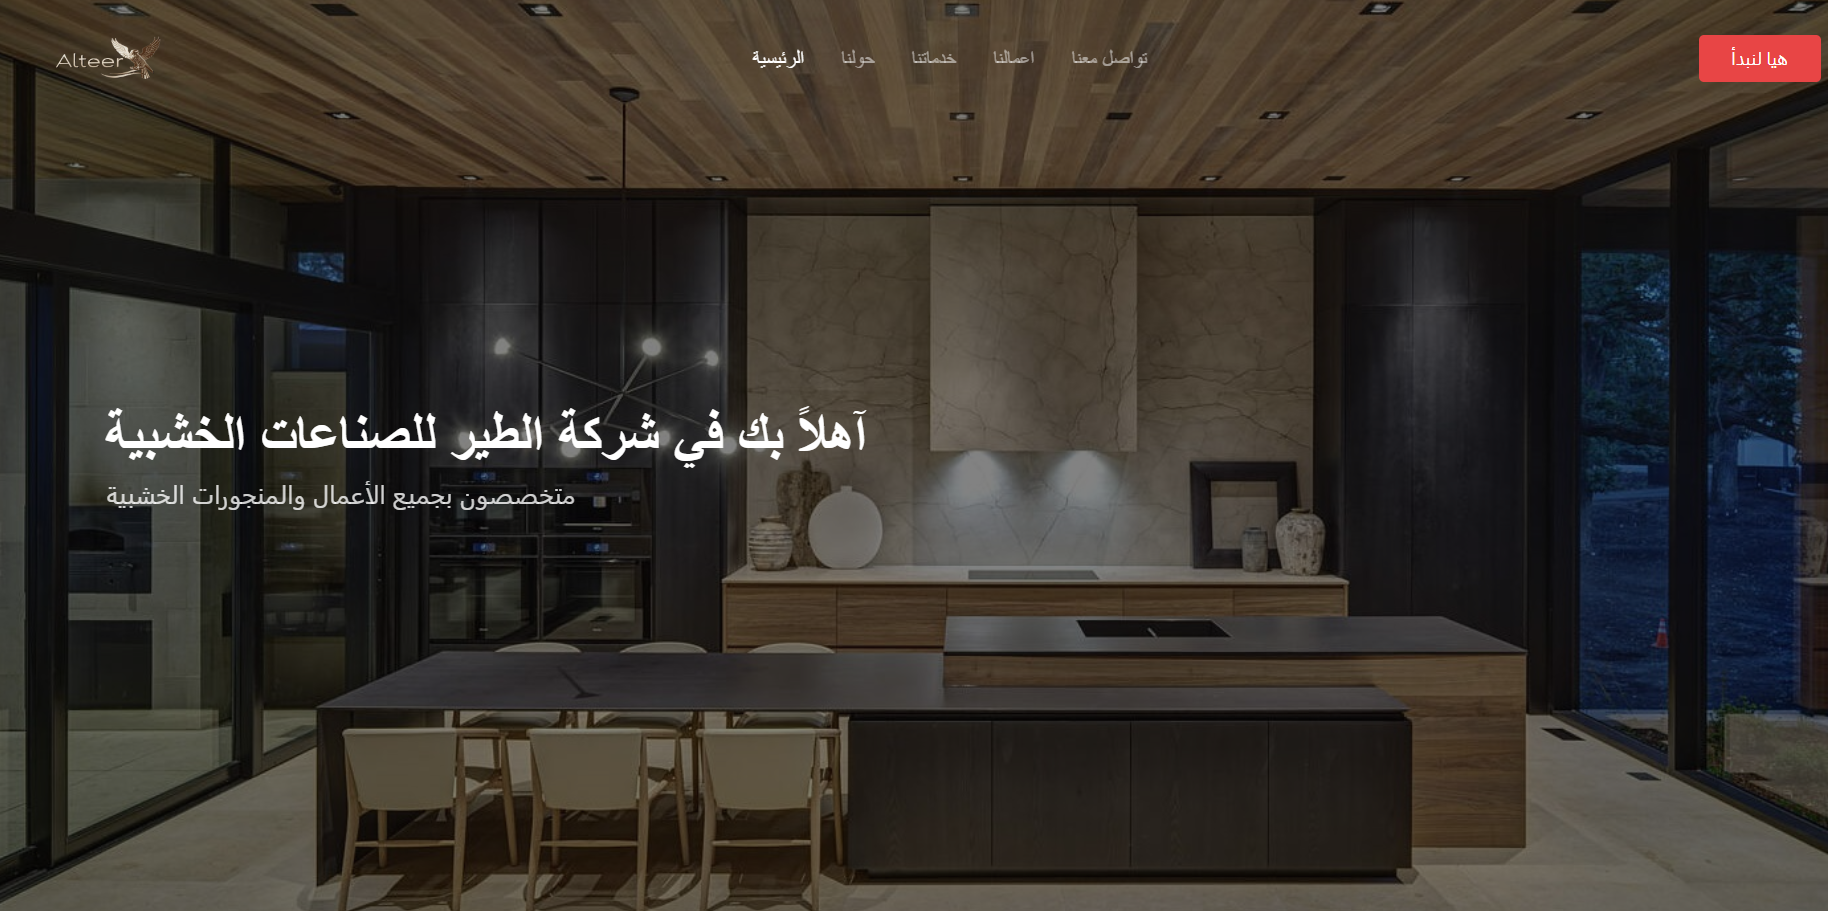 Alteer
الرئيسية
حولنا
خدماتنا
اعمالنا
تواصل معنا
هيا لنبدأ
آهلاً بك في شركة الطير للصناعات الخشبية
متخصصون بجميع الأعمال والمنجورات الخشبية